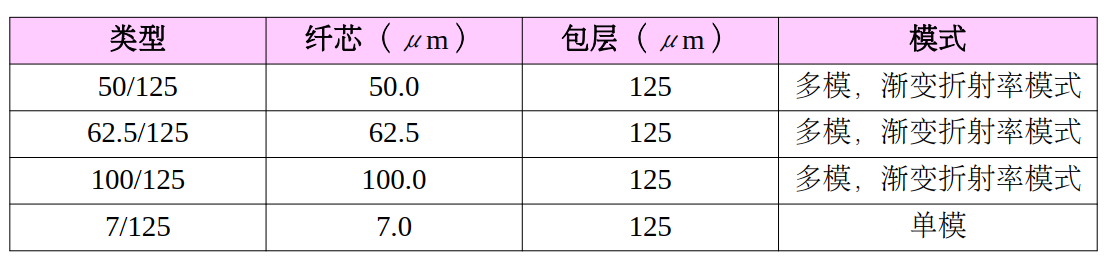 类型 纤芯（μm） 包层（μm） 模式
50/125 50.0 125 多模，渐变折射率模式
62.5/125 62.5 125 多模，渐变折射率模式
100/125 100.0 125 多模，渐变折射率模式
7/125 7.0 125 单模